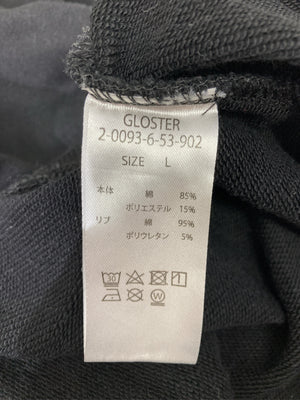 GLOSTER
2-0093-6-53-902
SIZE L
本体 綿 85%
ポリエステル 15%
リブ 綿 95%
ポリウレタン 5%
30
W